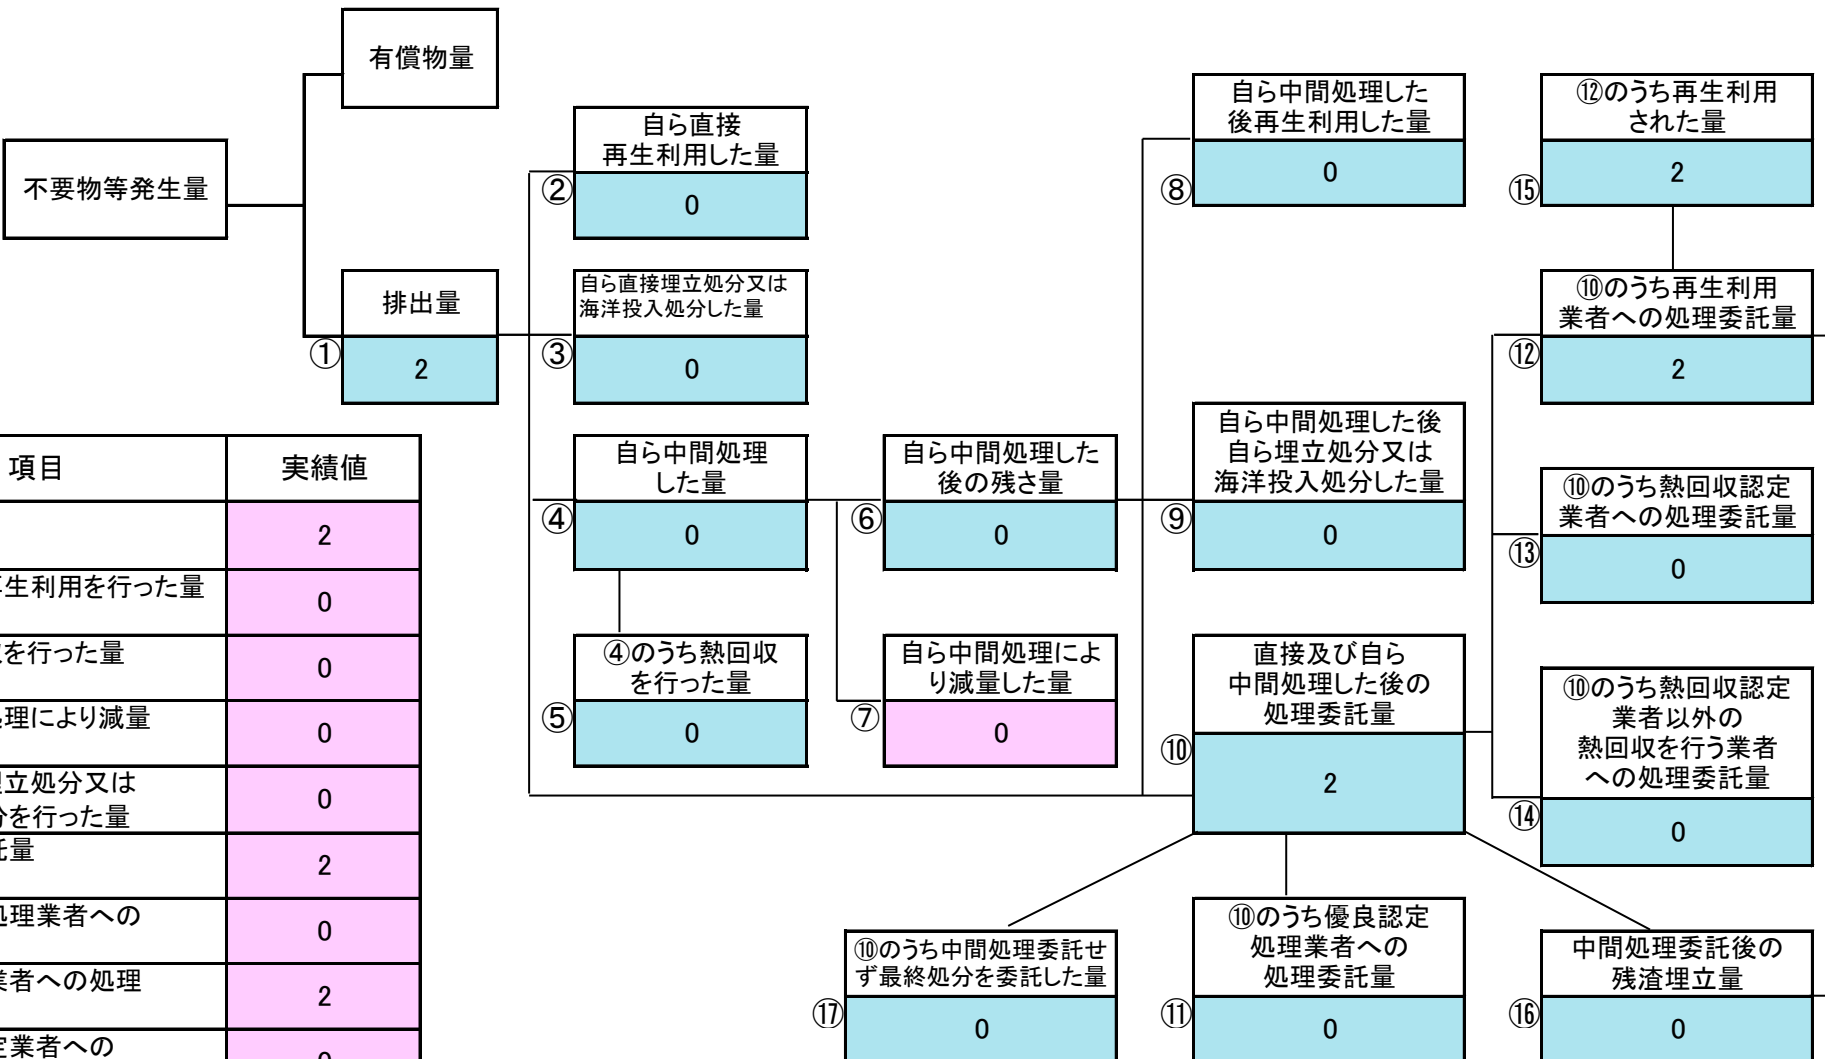 有償物量
不要物等発生量
排出量
①
2
自ら直接
再生利用した量
②
0
自ら直接埋立処分又は
海洋投入処分した量
③
0
自ら中間処理
した量
④
0
④のうち熱回収
を行った量
⑤
0
自ら中間処理した
後の残さ量
⑥
0
自ら中間処理によ
り減量した量
⑦
0
自ら中間処理した
後再生利用した量
⑧
0
自ら中間処理した後
自ら埋立処分又は
海洋投入処分した量
⑨
0
直接及び自ら
中間処理した後の
処理委託量
⑩
2
⑫のうち再生利用
された量
⑮
2
⑩のうち再生利用
業者への処理委託量
⑫
2
⑩のうち熱回収認定
業者への処理委託量
⑬
0
⑩のうち熱回収認定
業者以外の
熱回収を行う業者
への処理委託量
⑭
0
⑩のうち中間処理委託せ
ず最終処分を委託した量
⑰
0
⑩のうち優良認定
処理業者への
処理委託量
⑪
0
中間処理委託後の
残渣埋立量
⑯
0
項目 実績値
2
生利用を行った量 0
を行った量 0
理により減量 0
立処分又は
を行った量 0
量 2
処理業者への 0
業者への処理 2
業者への